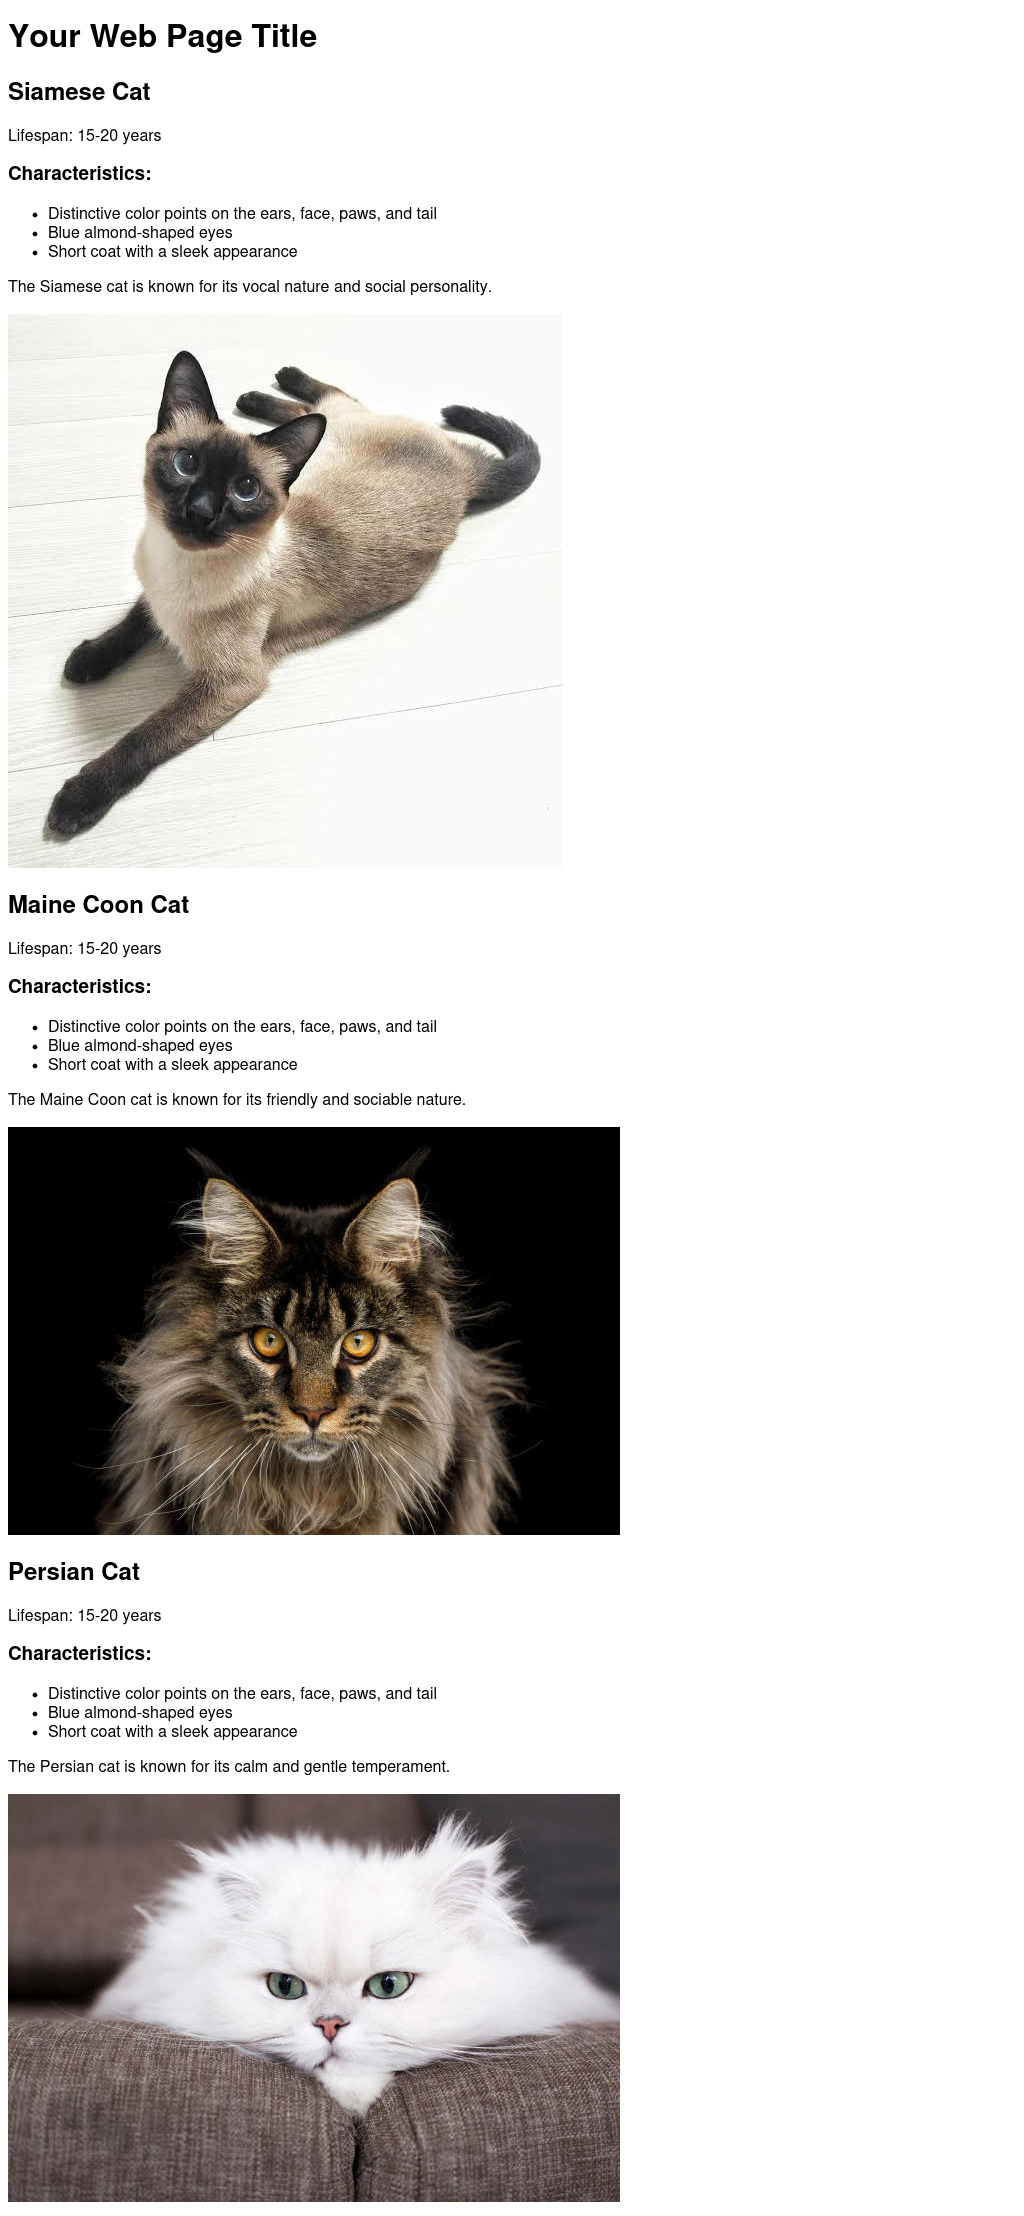 Your Web Page Title
Siamese Cat
Lifespan: 15-20 years
Characteristics:
• Distinctive color points on the ears, face, paws, and tail
• Blue almond-shaped eyes
• Short coat with a sleek appearance
The Siamese cat is known for its vocal nature and social personality.
Maine Coon Cat
Lifespan: 15-20 years
Characteristics:
• Distinctive color points on the ears, face, paws, and tail
• Blue almond-shaped eyes
• Short coat with a sleek appearance
The Maine Coon cat is known for its friendly and sociable nature.
Persian Cat
Lifespan: 15-20 years
Characteristics:
• Distinctive color points on the ears, face, paws, and tail
• Blue almond-shaped eyes
• Short coat with a sleek appearance
The Persian cat is known for its calm and gentle temperament.